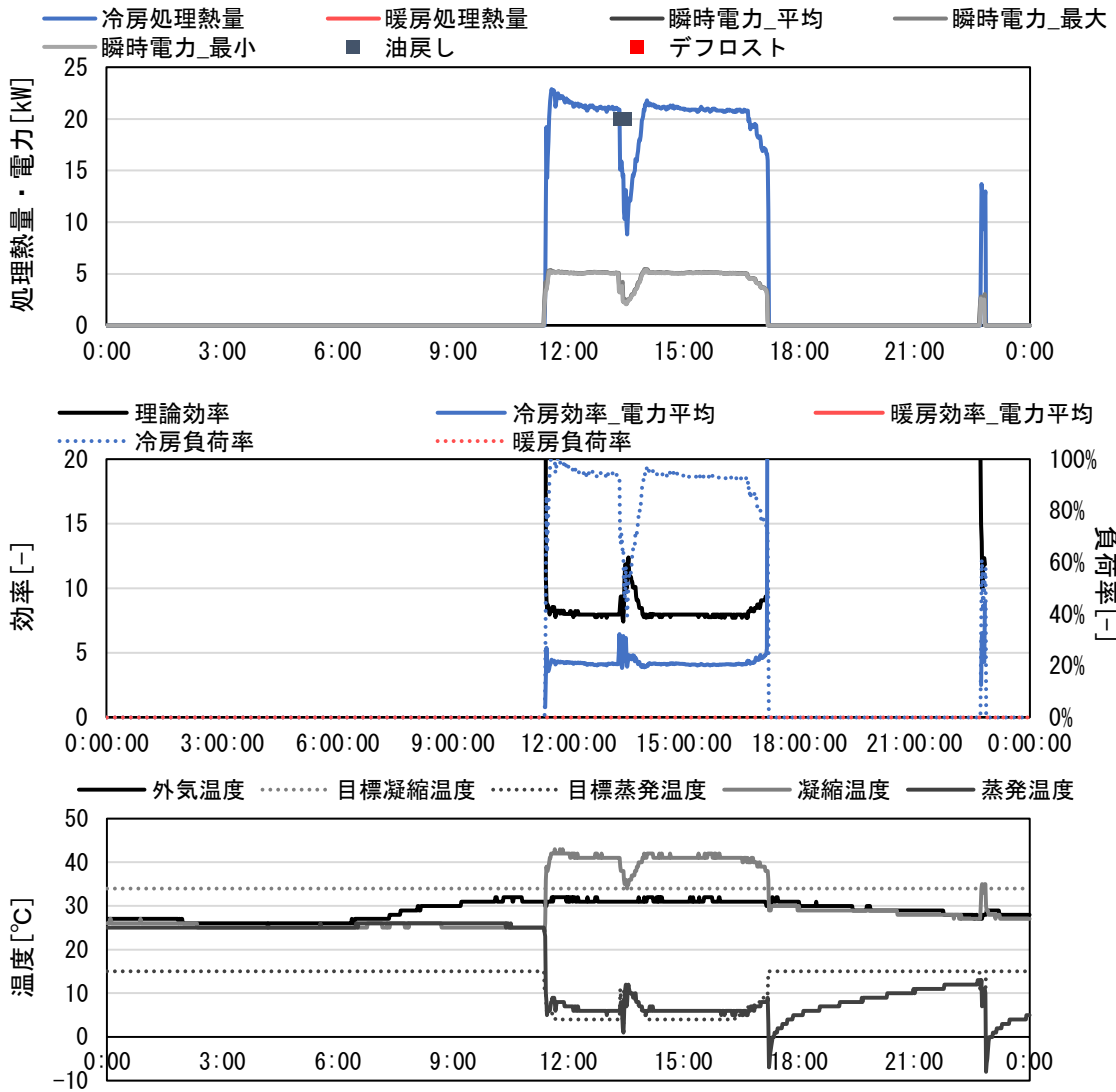 冷房処理熱量 暖房処理熱量 瞬時電力_平均 瞬時電力_最大
瞬時電力_最小 油戻し デフロスト
処理熱量・電力[kW]
25
20
15
10
5
0
0:00 3:00 6:00 9:00 12:00 15:00 18:00 21:00 0:00
理論効率 冷房効率_電力平均 暖房効率_電力平均
冷房負荷率 暖房負荷率
効率[-]
20
15
10
5
0
100%
80%
60%
40%
20%
0%
負荷率[-]
0:00:00 3:00:00 6:00:00 9:00:00 12:00:00 15:00:00 18:00:00 21:00:00 0:00:00
外気温度 目標凝縮温度 目標蒸発温度 凝縮温度 蒸発温度
温度[℃]
50
40
30
20
10
0
-10
0:00 3:00 6:00 9:00 12:00 15:00 18:00 21:00 0:00